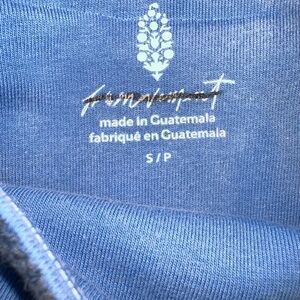 made in Guatemala
fabriqué en Guatemala
S / P